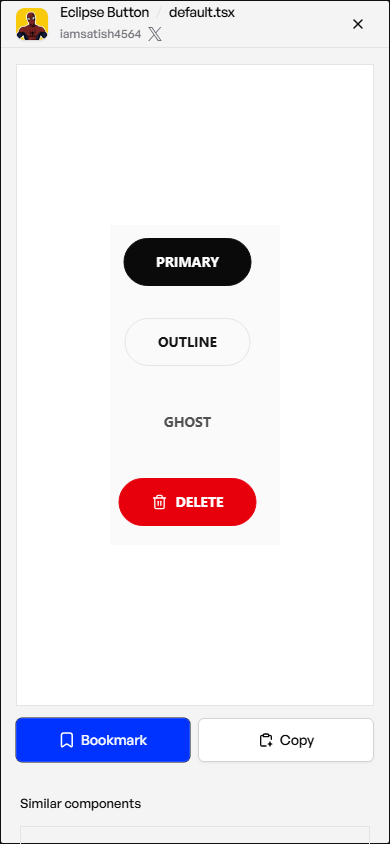 Eclipse Button / default.tsx
iamsatish4564
PRIMARY
OUTLINE
GHOST
DELETE
Bookmark
Copy
Similar components